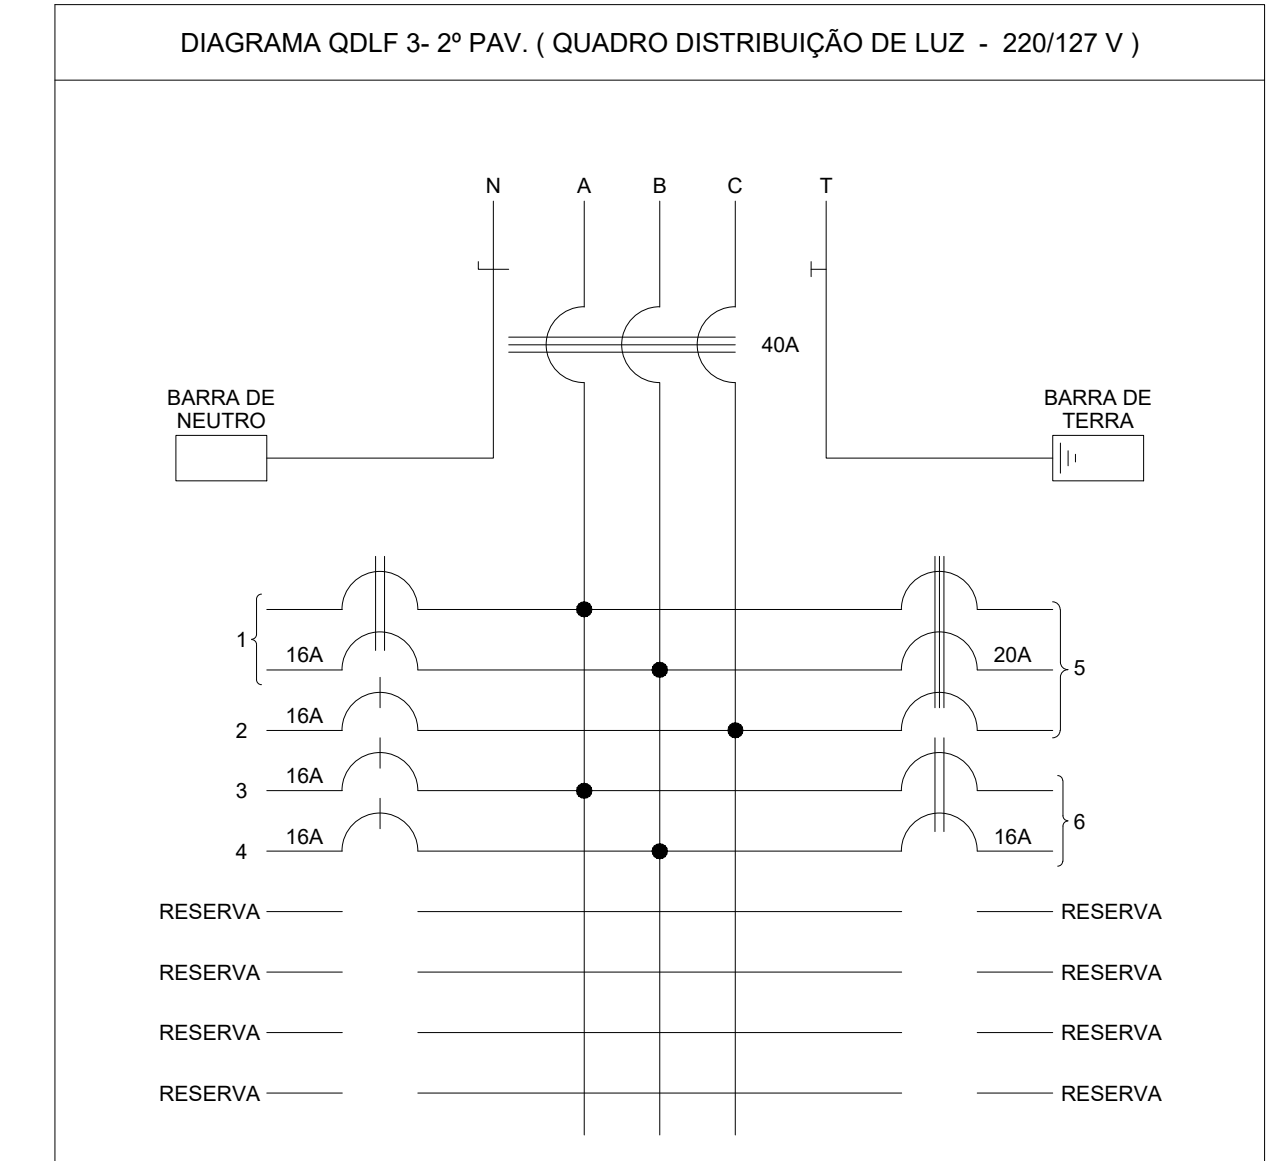 DIAGRAMA QDLF 3- 2º PAV. ( QUADRO DISTRIBUIÇÃO DE LUZ - 220/127 V )
N A B C T
40A
BARRA DE
NEUTRO
BARRA DE
TERRA
1
16A
20A
5
2
16A
3
16A
6
4
16A
16A
RESERVA
RESERVA
RESERVA
RESERVA
RESERVA
RESERVA
RESERVA
RESERVA